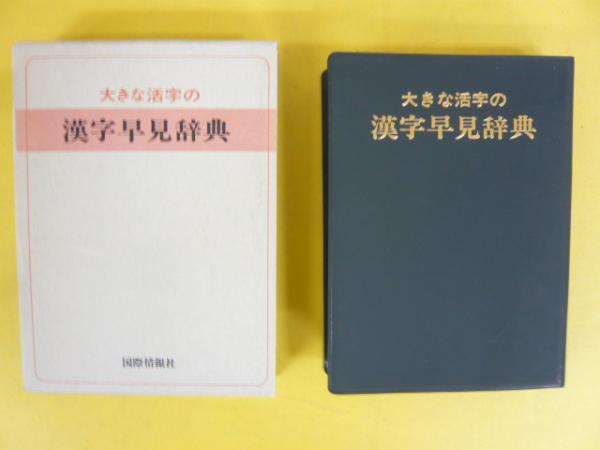 大きな活字の
漢字早見辞典
国際情報社
大きな活字の
漢字早見辞典